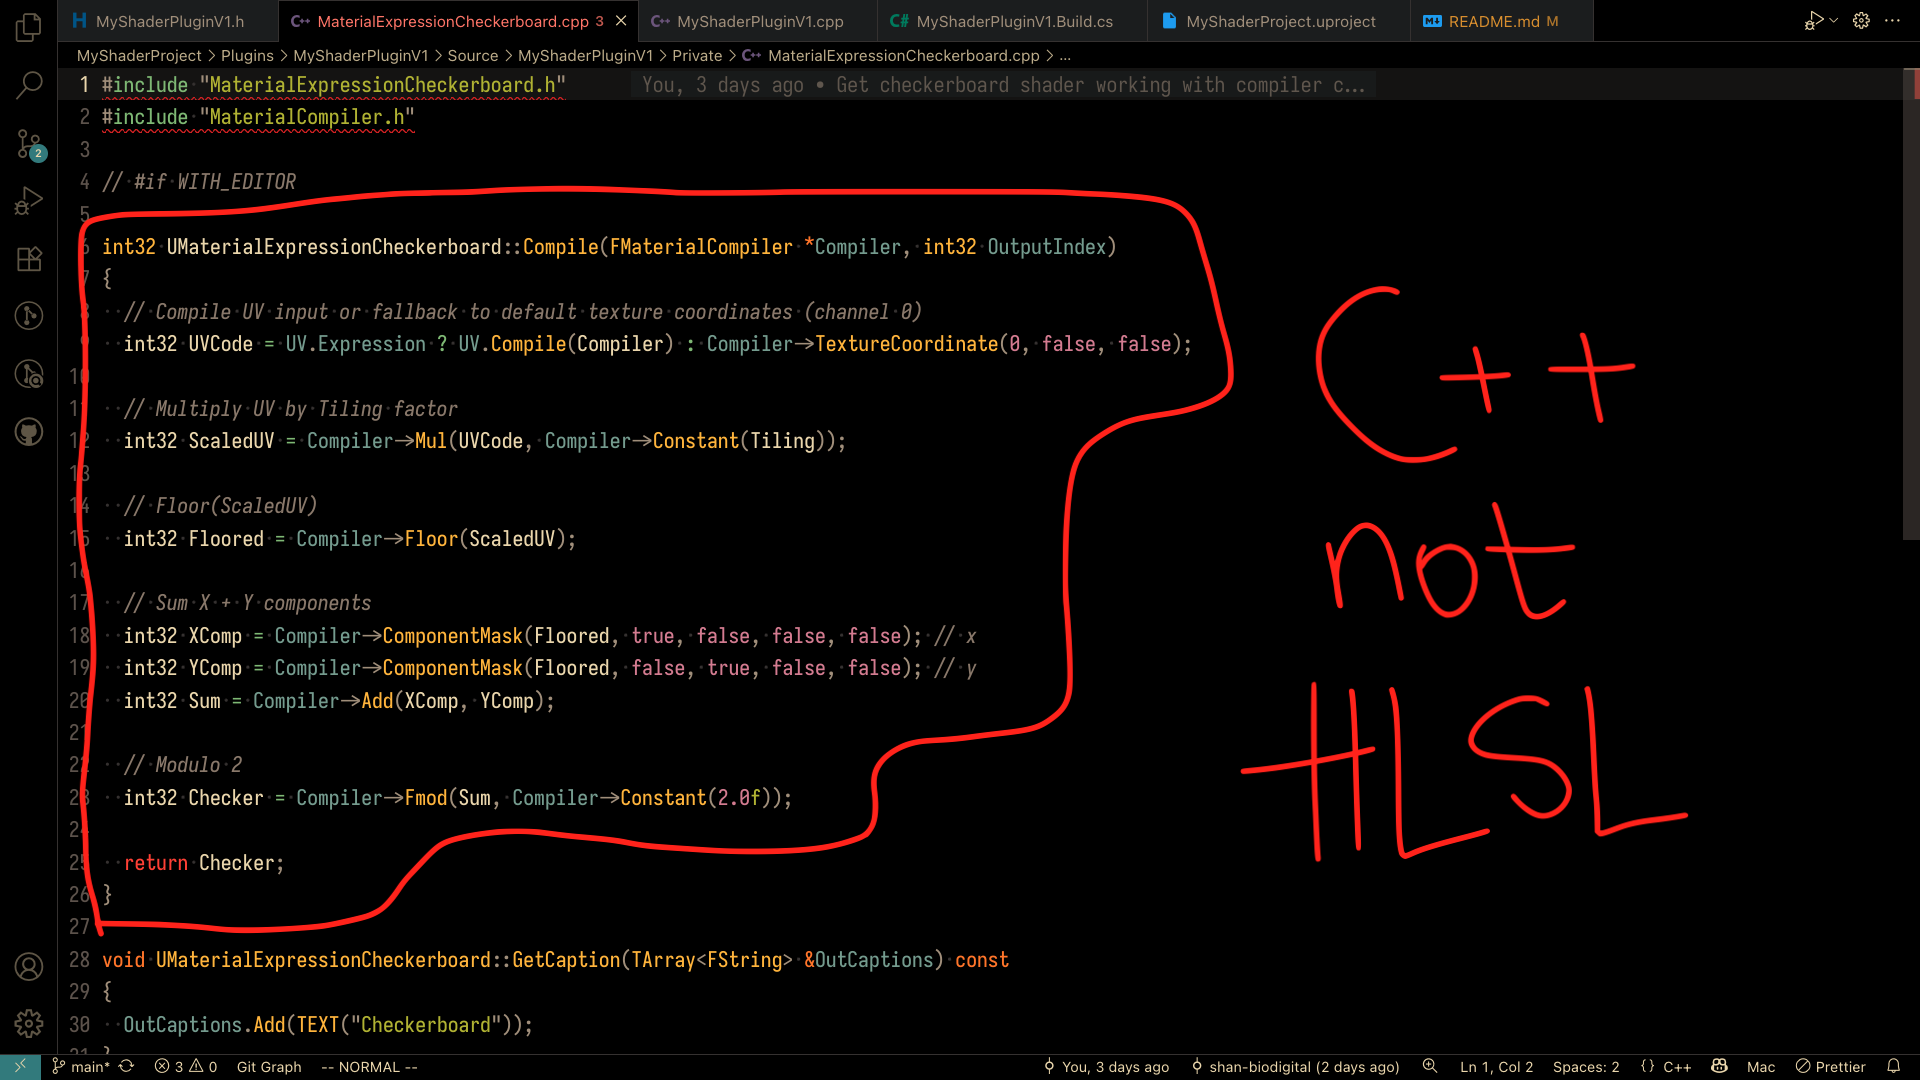 MyShaderPluginV1.h
MaterialExpressionCheckerboard.cpp 3
MyShaderPluginV1.cpp
MyShaderPluginV1.Build.cs
MyShaderProject.uproject
README.md M
MyShaderProject > Plugins > MyShaderPluginV1 > Source > MyShaderPluginV1 > Private > MaterialExpressionCheckerboard.cpp > ...
1 #include "MaterialExpressionCheckerboard.h" You, 3 days ago • Get checkerboard shader working with compiler c...
2 #include "MaterialCompiler.h"
3
4 // #if WITH_EDITOR
5
6 int32 UMaterialExpressionCheckerboard::Compile(FMaterialCompiler *Compiler, int32 OutputIndex)
7 {
8 // Compile UV input or fallback to default texture coordinates (channel 0)
9 int32 UVCode = UV.Expression ? UV.Compile(Compiler) : Compiler->TextureCoordinate(0, false, false);
10
11 // Multiply UV by Tiling factor
12 int32 ScaledUV = Compiler->Mul(UVCode, Compiler->Constant(Tiling));
13
14 // Floor(ScaledUV)
15 int32 Floored = Compiler->Floor(ScaledUV);
16
17 // Sum X + Y components
18 int32 XComp = Compiler->ComponentMask(Floored, true, false, false, false); // x
19 int32 YComp = Compiler->ComponentMask(Floored, false, true, false, false); // y
20 int32 Sum = Compiler->Add(XComp, YComp);
21
22 // Modulo 2
23 int32 Checker = Compiler->Fmod(Sum, Compiler->Constant(2.0f));
24
25 return Checker;
26 }
27
28 void UMaterialExpressionCheckerboard::GetCaption(TArray<FString> &OutCaptions) const
29 {
30 OutCaptions.Add(TEXT("Checkerboard"));
C++
not
HLSL
2
main* 3 0 Git Graph -- NORMAL -- You, 3 days ago shan-biodigital (2 days ago) Ln 1, Col 2 Spaces: 2 {} C++ Mac Prettier